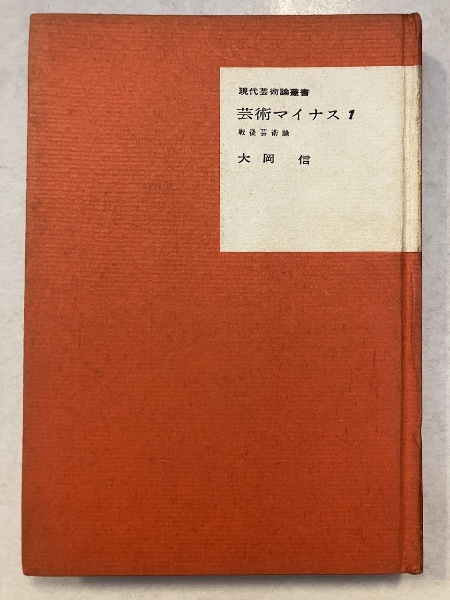 現代芸術論叢書
芸術マイナス1
戦後芸術論
大岡 信